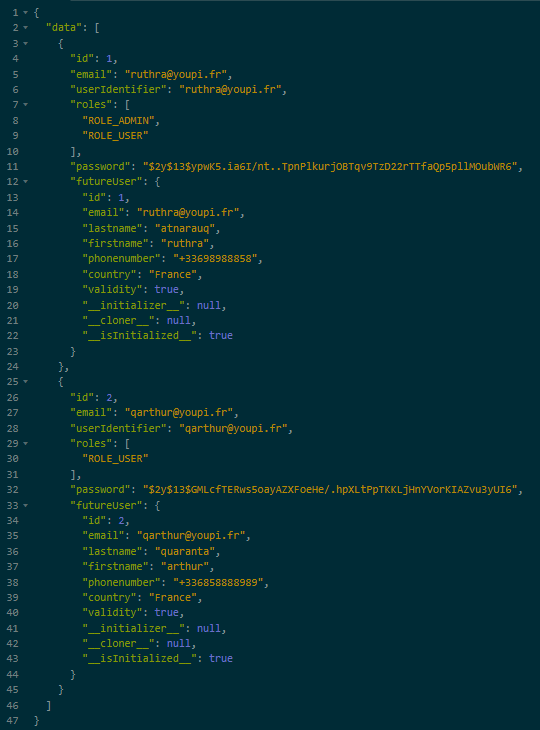 1 {
2 "data": [
3 {
4 "id": 1,
5 "email": "ruthra@youpi.fr",
6 "userIdentifier": "ruthra@youpi.fr",
7 "roles": [
8 "ROLE_ADMIN",
9 "ROLE_USER"
10 ],
11 "password": "$2y$13$ypwK5.ia6I/nt..TpnPlkurjOBTqv9TzD22rTTfaQp5pllMOubWR6",
12 "futureUser": {
13 "id": 1,
14 "email": "ruthra@youpi.fr",
15 "lastname": "atnarauq",
16 "firstname": "ruthra",
17 "phonenumber": "+33698988858",
18 "country": "France",
19 "validity": true,
20 "__initializer__": null,
21 "__cloner__": null,
22 "__isInitialized__": true
23 }
24 },
25 {
26 "id": 2,
27 "email": "qarthur@youpi.fr",
28 "userIdentifier": "qarthur@youpi.fr",
29 "roles": [
30 "ROLE_USER"
31 ],
32 "password": "$2y$13$GMLcfTERws5oayAZXFoeHe/.hpXLtPpTKKLjHnYVorKIAZvu3yUI6",
33 "futureUser": {
34 "id": 2,
35 "email": "qarthur@youpi.fr",
36 "lastname": "quaranta",
37 "firstname": "arthur",
38 "phonenumber": "+336858888989",
39 "country": "France",
40 "validity": true,
41 "__initializer__": null,
42 "__cloner__": null,
43 "__isInitialized__": true
44 }
45 }
46 ]
47 }